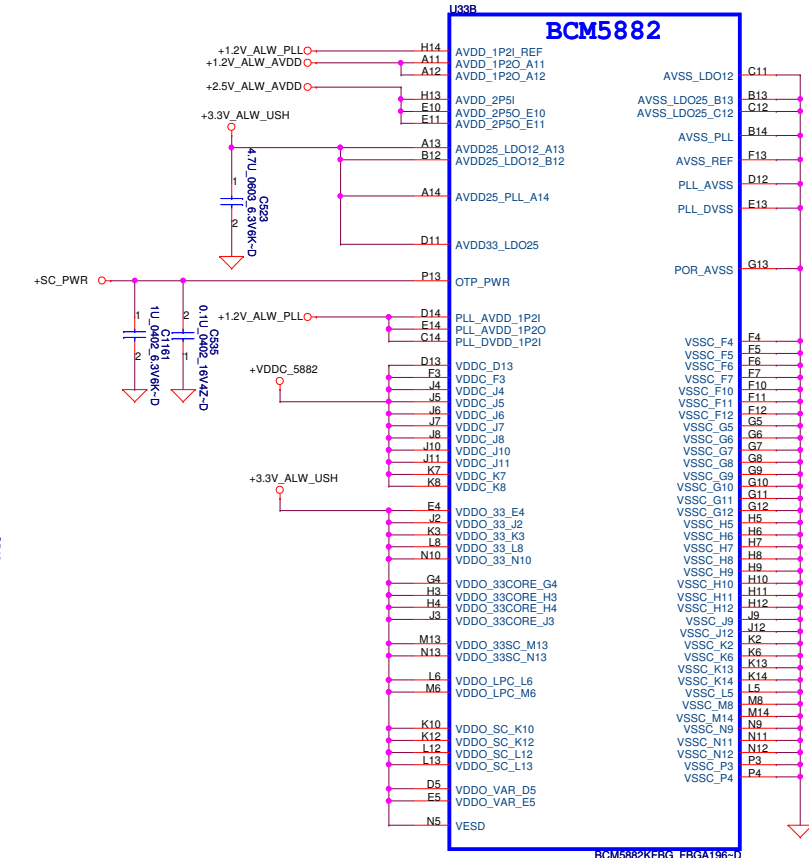 U33B
BCM5882
+1.2V_ALW_PLL
H14
AVDD_1P2I_REF
+1.2V_ALW_AVDD
A11
AVDD_1P2O_A11
A12
AVDD_1P2O_A12
+2.5V_ALW_AVDD
H13
AVDD_2P5I
E10
AVDD_2P5O_E10
E11
AVDD_2P5O_E11
+3.3V_ALW_USH
A13
AVDD25_LDO12_A13
B12
AVDD25_LDO12_B12
A14
AVDD25_PLL_A14
D11
AVDD33_LDO25
1
2
C523
4.7U_0603_6.3V6K~D
+SC_PWR
P13
OTP_PWR
1
2
C1161
1U_0402_6.3V6K~D
2
1
C535
0.1U_0402_16V4Z~D
+1.2V_ALW_PLL
D14
PLL_AVDD_1P2I
E14
PLL_AVDD_1P2O
C14
PLL_DVDD_1P2I
+VDDC_5882
D13
VDDC_D13
F3
VDDC_F3
J4
VDDC_J4
J5
VDDC_J5
J6
VDDC_J6
J7
VDDC_J7
J8
VDDC_J8
J10
VDDC_J10
J11
VDDC_J11
K7
VDDC_K7
K8
VDDC_K8
+3.3V_ALW_USH
E4
VDDO_33_E4
J2
VDDO_33_J2
K3
VDDO_33_K3
L8
VDDO_33_L8
N10
VDDO_33_N10
G4
VDDO_33CORE_G4
H3
VDDO_33CORE_H3
H4
VDDO_33CORE_H4
J3
VDDO_33CORE_J3
M13
VDDO_33SC_M13
N13
VDDO_33SC_N13
L6
VDDO_LPC_L6
M6
VDDO_LPC_M6
K10
VDDO_SC_K10
K12
VDDO_SC_K12
L12
VDDO_SC_L12
L13
VDDO_SC_L13
D5
VDDO_VAR_D5
E5
VDDO_VAR_E5
N5
VESD
AVSS_LDO12
C11
AVSS_LDO25_B13
B13
AVSS_LDO25_C12
C12
AVSS_PLL
B14
AVSS_REF
F13
PLL_AVSS
D12
PLL_DVSS
E13
POR_AVSS
G13
VSSC_F4
F4
VSSC_F5
F5
VSSC_F6
F6
VSSC_F7
F7
VSSC_F10
F10
VSSC_F11
F11
VSSC_F12
F12
VSSC_G5
G5
VSSC_G6
G6
VSSC_G7
G7
VSSC_G8
G8
VSSC_G9
G9
VSSC_G10
G10
VSSC_G11
G11
VSSC_G12
G12
VSSC_H5
H5
VSSC_H6
H6
VSSC_H7
H7
VSSC_H8
H8
VSSC_H9
H9
VSSC_H10
H10
VSSC_H11
H11
VSSC_H12
H12
VSSC_J9
J9
VSSC_J12
J12
VSSC_K2
K2
VSSC_K6
K6
VSSC_K13
K13
VSSC_K14
K14
VSSC_L5
L5
VSSC_M8
M8
VSSC_M14
M14
VSSC_N9
N9
VSSC_N11
N11
VSSC_N12
N12
VSSC_P3
P3
VSSC_P4
P4
BCM5882KFBG_FBGA196~D